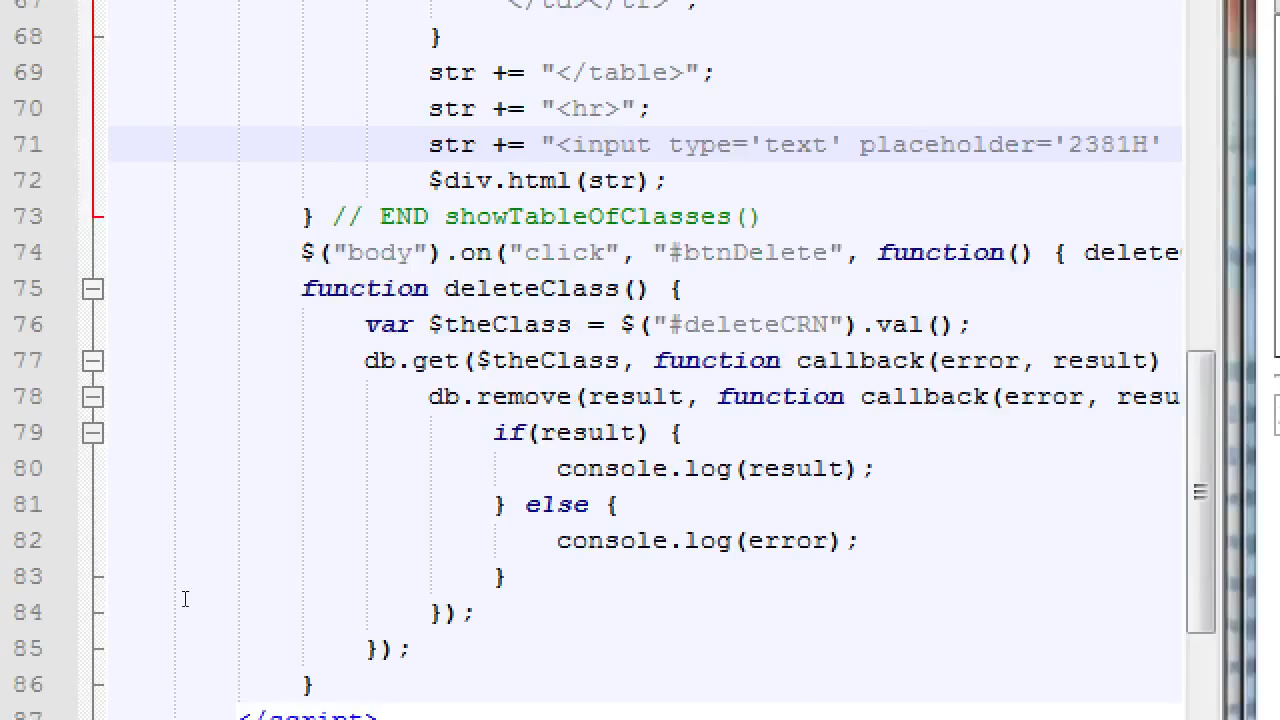 67 </td></tr>";
68 }
69 str += "</table>";
70 str += "<hr>";
71 str += "<input type='text' placeholder='2381H'
72 $div.html(str);
73 } // END showTableOfClasses()
74 $("body").on("click", "#btnDelete", function() { delete
75 function deleteClass() {
76 var $theClass = $("#deleteCRN").val();
77 db.get($theClass, function callback(error, result)
78 db.remove(result, function callback(error, resu
79 if(result) {
80 console.log(result);
81 } else {
82 console.log(error);
83 }
84 });
85 });
86 }
87 </script>